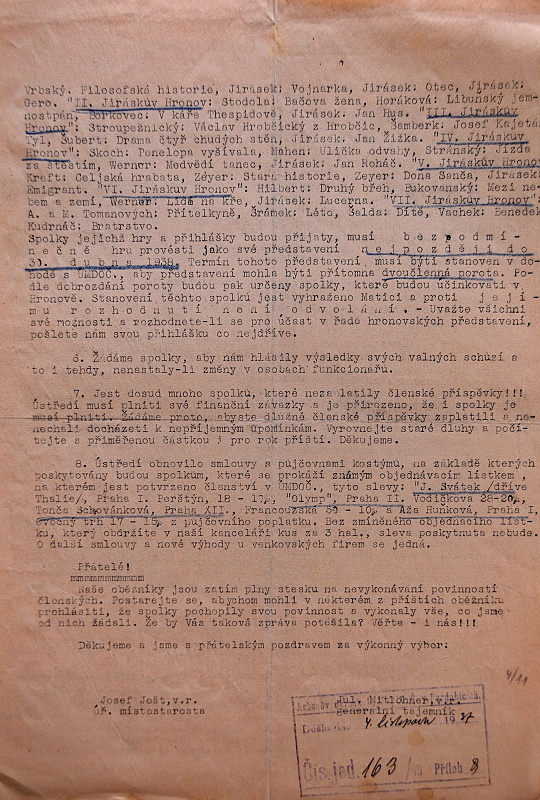 Vrbský. Filosofská historie, Jirásek: Vojnarka, Jirásek: Otec, Jirásek:
Gero. "II. Jiráskův Hronov: Stodola: Bačova žena, Horáková: Libuňský jem-
nostpán, Borkovec: V káře Thespidově, Jirásek: Jan Hus. "III. Jiráskův
Hronov": Stroupežnický: Václav Hrobčický z Hrobčic, Šamberk: Josef Kajetán
Tyl, Šubert: Drama čtyř chudých stěn, Jirásek: Jan Žižka. "IV. Jiráskův
Hronov": Skoch: Penelopa vyšívala, Mahen: Ulička odvahy, Stránský: Jízda
za štěstím, Werner: Medvědí tanec, Jirásek: Jan Roháč. "V. Jiráskův Hronov
Kreft: Celjská hrabata, Zeyer: Stará historie, Zeyer: Doňa Sanča, Jirásek:
Emigrant. "VI. Jiráskův Hronov": Hilbert: Druhý břeh, Bukovanský: Mezi ne-
bem a zemí, Werner: Lidé na kře, Jirásek: Lucerna. "VII. Jiráskův Hronov":
A. a M. Tomanových: Přítelkyně, Šrámek: Léto, Šalda: Dítě, Vachek: Benedek
Kudrnáč: Bratrstvo.
Spolky jejichž hry a přihlášky budou přijaty, musí b e z p o d m í -
n e č n ě hru provésti jako své představení n e j p o z d ě j i d o
30. dubna 1938. Termín tohoto představení musí býti stanoven v do-
hodě s ÚMDOČ, aby představení mohla býti přítomna dvoučlenná porota. Po-
dle dobrozdání poroty budou pak určeny spolky, které budou účinkovati v
Hronově. Stanovení těchto spolků jest vyhraženo Matici a proti j e j í -
m u r o z h o d n u t í n e n í o d v o l á n í . - Uvažte všichni
své možnosti a rozhodnete-li se pro účast v řadě hronovských představení,
pošlete nám svou přihlášku co nejdříve.
6. Žádáme spolky, aby nám hlásily výsledky svých valných schůzí a
to i tehdy, nenastaly-li změny v osobách funkcionářů.
7. Jest dosud mnoho spolků, které nezaplatily členské příspěvky!!!
Ústředí musí plniti své finanční závazky a je přirozeno, že i spolky je
musí plniti. Žádáme proto, abyste dlužné členské příspěvky zaplatili a ne-
nechali docházeti k nepříjemným upomínkám. Vyrovnejte staré dluhy a počí-
tejte s přiměřenou částkou i pro rok příští. Děkujeme.
8. Ústředí obnovilo smlouvy s půjčovnami kostýmů, na základě kterých
poskytovány budou spolkům, které se prokáží známým objednávacím lístkem ,
na kterém jest potvrzeno členství v ÚMDOČ, tyto slevy: "J. Svátek /dříve
Thalie/, Praha I. Perštýn, 18 - "Olymp", Praha II. Vodičkova 28-20%,
Tonča Schovánková, Praha XII., Francouzská - 10% a Aža Huňková, Praha I,
Ovocný trh 17 - z půjčovního poplatku. Bez zmíněného objednacího líst-
ku, který obdržíte v naší kanceláři kus za 3 hal., sleva poskytnuta nebude.
O další smlouvy a nové výhody u venkovských firem se jedná.
Přátelé!
Naše oběžníky jsou zatím plny stesku na nevykonávání povinností
členských. Postarejte se, abychom mohli v některém z příštích oběžníků
prohlásiti, že spolky pochopily svou povinnost a vykonaly vše, co jsme
od nich žádali. Že by Vás taková zpráva potěšila? Věřte - i nás!!!
Děkujeme a jsme s přátelským pozdravem za výkonný výbor:
4/11
Josef Jošt,v.r. Jul. Mitlöhner,v.r.
úř. místostarosta generální tajemník
Došlo 4. listopadu 1937
Čís. jed. 163 / Příloh 8